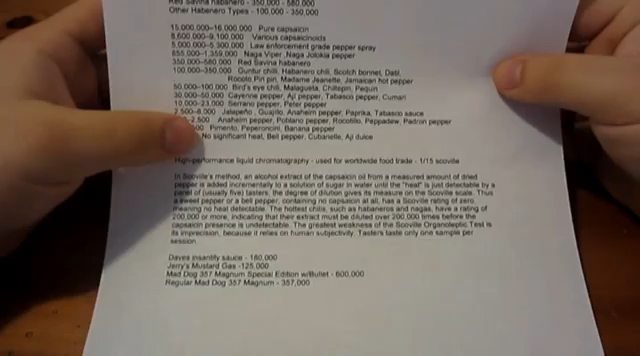 Red Savina habanero - 350,000 - 580,000
Other Habenero Types - 100,000 - 350,000
15,000,000–16,000,000 Pure capsaicin
8,600,000–9,100,000 Various capsaicinoids
5,000,000–5,300,000 Law enforcement grade pepper spray
855,000–1,359,000 Naga Viper, Naga Jolokia pepper
350,000–580,000 Red Savina habanero
100,000–350,000 Guntur chilli, Habanero chili, Scotch bonnet, Datil,
Rocoto Piri piri, Madame Jeanette, Jamaican hot pepper
50,000–100,000 Bird's eye chili, Malagueta, Chiltepin, Pequin
30,000–50,000 Cayenne pepper, Ají pepper, Tabasco pepper, Cumari
10,000–23,000 Serrano pepper, Peter pepper
2,500–8,000 Jalapeño, Guajillo, Anaheim pepper, Paprika, Tabasco sauce
2,500 Anaheim pepper, Poblano pepper, Rocotillo, Peppadew, Padron pepper
Pimento, Peperoncini, Banana pepper
No significant heat, Bell pepper, Cubanelle, Aji dulce
High-performance liquid chromatography - used for worldwide food trade - 1/15 scoville
In Scoville's method, an alcohol extract of the capsaicin oil from a measured amount of dried
pepper is added incrementally to a solution of sugar in water until the "heat" is just detectable by a
panel of (usually five) tasters; the degree of dilution gives its measure on the Scoville scale. Thus
a sweet pepper or a bell pepper, containing no capsaicin at all, has a Scoville rating of zero,
meaning no heat detectable. The hottest chilis, such as habaneros and nagas, have a rating of
200,000 or more, indicating that their extract must be diluted over 200,000 times before the
capsaicin presence is undetectable. The greatest weakness of the Scoville Organoleptic Test is
its imprecision, because it relies on human subjectivity. Tasters taste only one sample per
session.
Daves insantity sauce - 180,000
Jerry's Mustard Gas -125,000
Mad Dog 357 Magnum Special Edition w/Bullet - 600,000
Regular Mad Dog 357 Magnum - 357,000